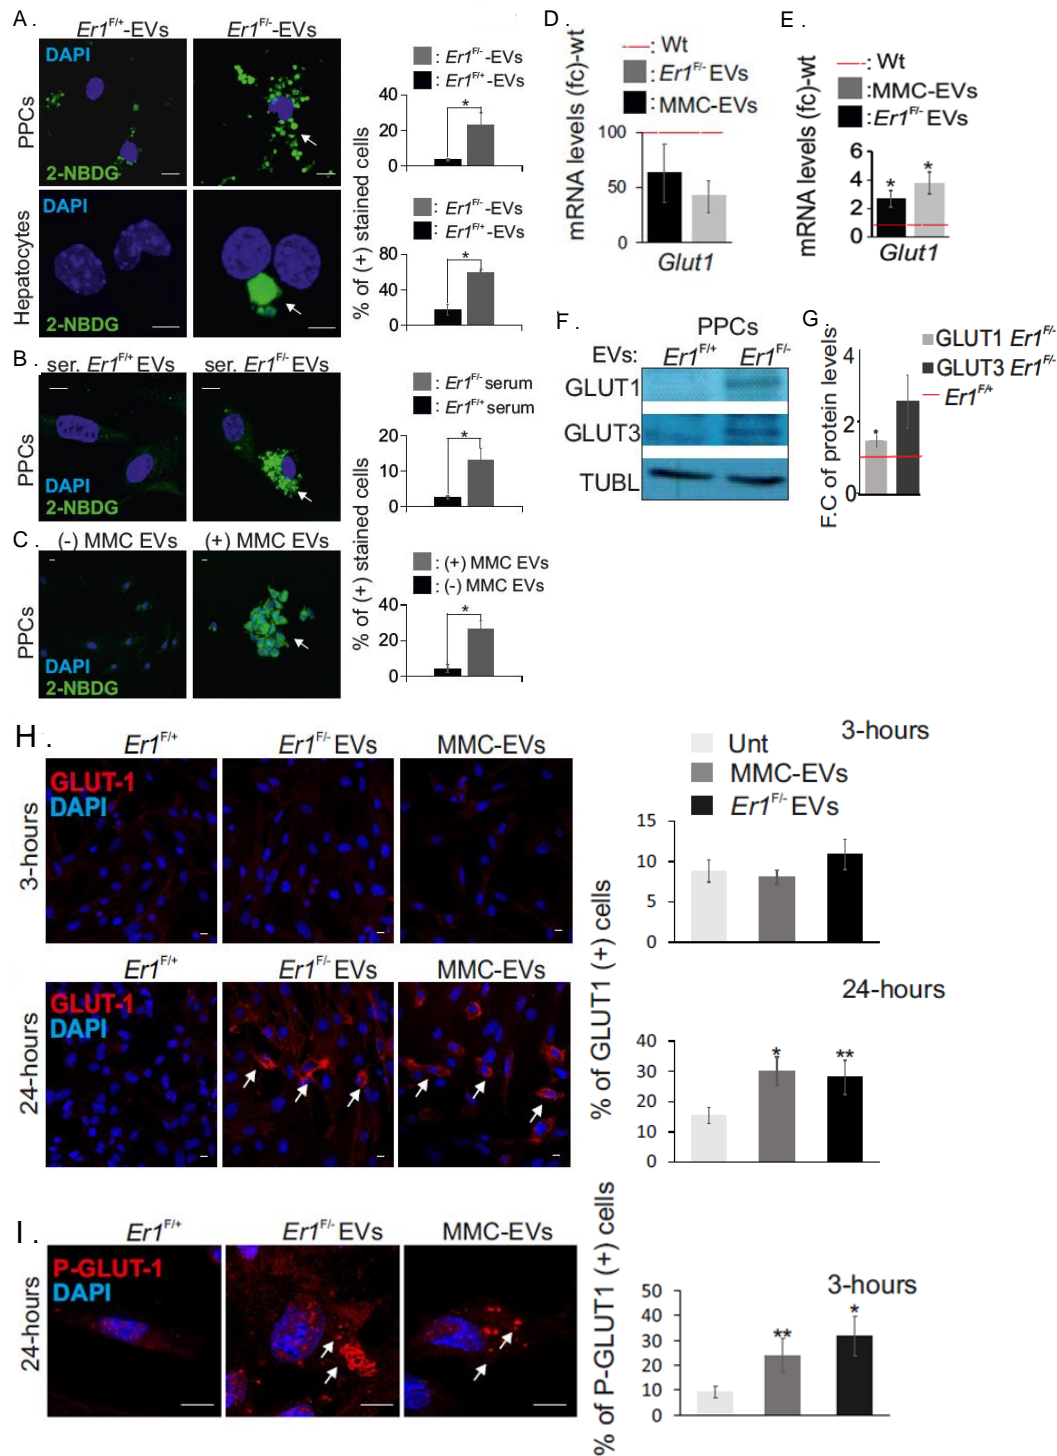 A .
Er1F/+-EVs
Er1F/--EVs
PPCs
DAPI
2-NBDG
Hepatocytes
DAPI
2-NBDG
% of (+) stained cells
: Er1F/--EVs
: Er1F/+-EVs
40
20
0
*
: Er1F/--EVs
: Er1F/+-EVs
80
40
0
*
B .
ser. Er1F/+ EVs
ser. Er1F/- EVs
PPCs
DAPI
2-NBDG
: Er1F/- serum
: Er1F/+ serum
20
10
0
*
C .
(-) MMC EVs
(+) MMC EVs
PPCs
DAPI
2-NBDG
% of (+) stained cells
: (+) MMC EVs
: (-) MMC EVs
40
20
0
*
D .
: Wt
: Er1F/- EVs
: MMC-EVs
mRNA levels (fc)-wt
100
50
0
Glut1
E .
: Wt
:MMC-EVs
:Er1F/- EVs
mRNA levels (fc)-wt
6
4
2
0
* *
Glut1
F .
PPCs
EVs: Er1F/+ Er1F/-
GLUT1
GLUT3
TUBL
G .
GLUT1 Er1F/-
GLUT3 Er1F/-
Er1F/+
F.C of protein levels
4
2
0
*
H .
Er1F/+
Er1F/- EVs
MMC-EVs
3-hours
GLUT-1
DAPI
Er1F/+
Er1F/- EVs
MMC-EVs
24-hours
GLUT-1
DAPI
Unt
MMC-EVs
Er1F/- EVs
3-hours
% of GLUT1 (+) cells
15
10
5
0
24-hours
40
30
20
10
0
* **
I .
Er1F/+
Er1F/- EVs
MMC-EVs
24-hours
P-GLUT-1
DAPI
% of P-GLUT1 (+) cells
3-hours
50
40
30
20
10
0
** *